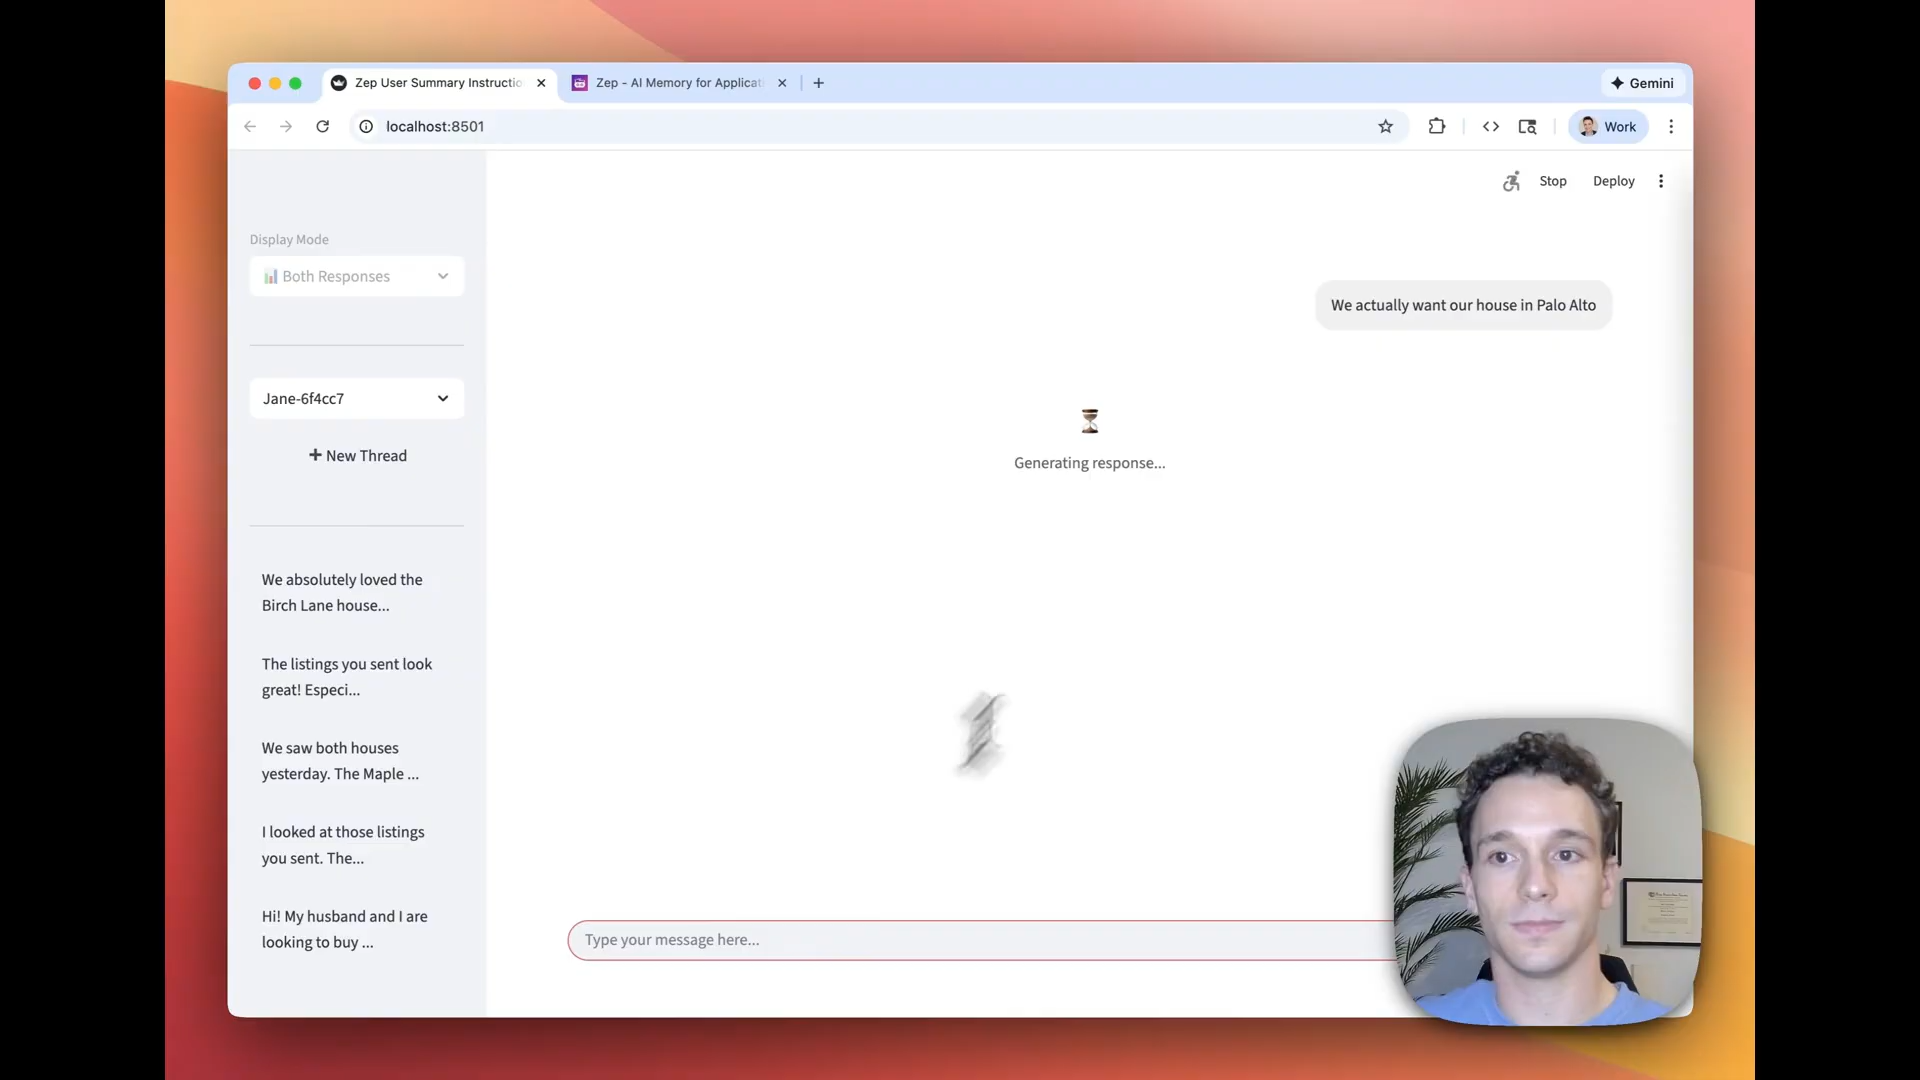 Zep User Summary Instructio
Zep - AI Memory for Applicati
Gemini
localhost:8501
Work
Stop
Deploy
Display Mode
Both Responses
We actually want our house in Palo Alto
Jane-6f4cc7
+ New Thread
Generating response...
We absolutely loved the
Birch Lane house...
The listings you sent look
great! Especi...
We saw both houses
yesterday. The Maple ...
I looked at those listings
you sent. The...
Hi! My husband and I are
looking to buy ...
Type your message here...